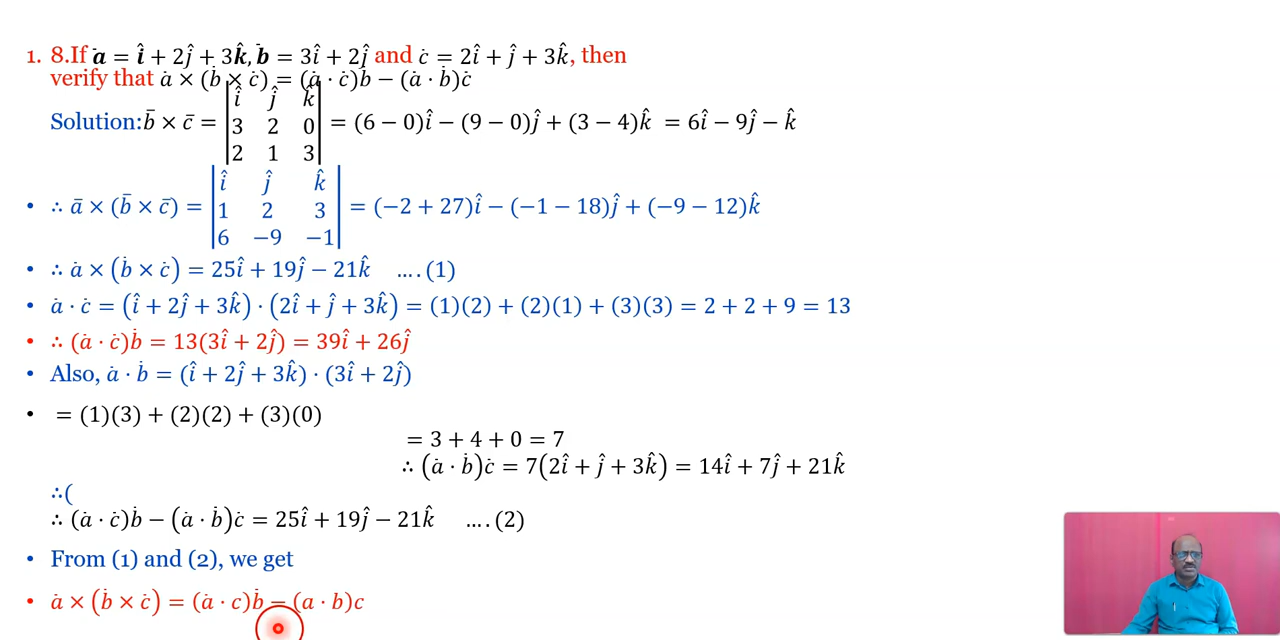 1. 8.If a̅ = î + 2ĵ + 3k̂, b̅ = 3î + 2ĵ and ċ = 2î + ĵ + 3k̂, then
verify that ȧ × (ḃ × ċ) = (ȧ · ċ)ḃ − (ȧ · ḃ)ċ
Solution: b̅ × c̅ = |î ĵ k̂; 3 2 0; 2 1 3| = (6 − 0)î − (9 − 0)ĵ + (3 − 4)k̂ = 6î − 9ĵ − k̂
• ∴ a̅ × (b̅ × c̅) = |î ĵ k̂; 1 2 3; 6 −9 −1| = (−2 + 27)î − (−1 − 18)ĵ + (−9 − 12)k̂
• ∴ ȧ × (ḃ × ċ) = 25î + 19ĵ − 21k̂ ....(1)
• ȧ · ċ = (î + 2ĵ + 3k̂) · (2î + ĵ + 3k̂) = (1)(2) + (2)(1) + (3)(3) = 2 + 2 + 9 = 13
• ∴ (ȧ · ċ)ḃ = 13(3î + 2ĵ) = 39î + 26ĵ
• Also, ȧ · ḃ = (î + 2ĵ + 3k̂) · (3î + 2ĵ)
• = (1)(3) + (2)(2) + (3)(0)
= 3 + 4 + 0 = 7
∴ (ȧ · ḃ)ċ = 7(2î + ĵ + 3k̂) = 14î + 7ĵ + 21k̂
∴(
∴ (ȧ · ċ)ḃ − (ȧ · ḃ)ċ = 25î + 19ĵ − 21k̂ ....(2)
• From (1) and (2), we get
• ȧ × (ḃ × ċ) = (ȧ · c)ḃ − (a · b)c